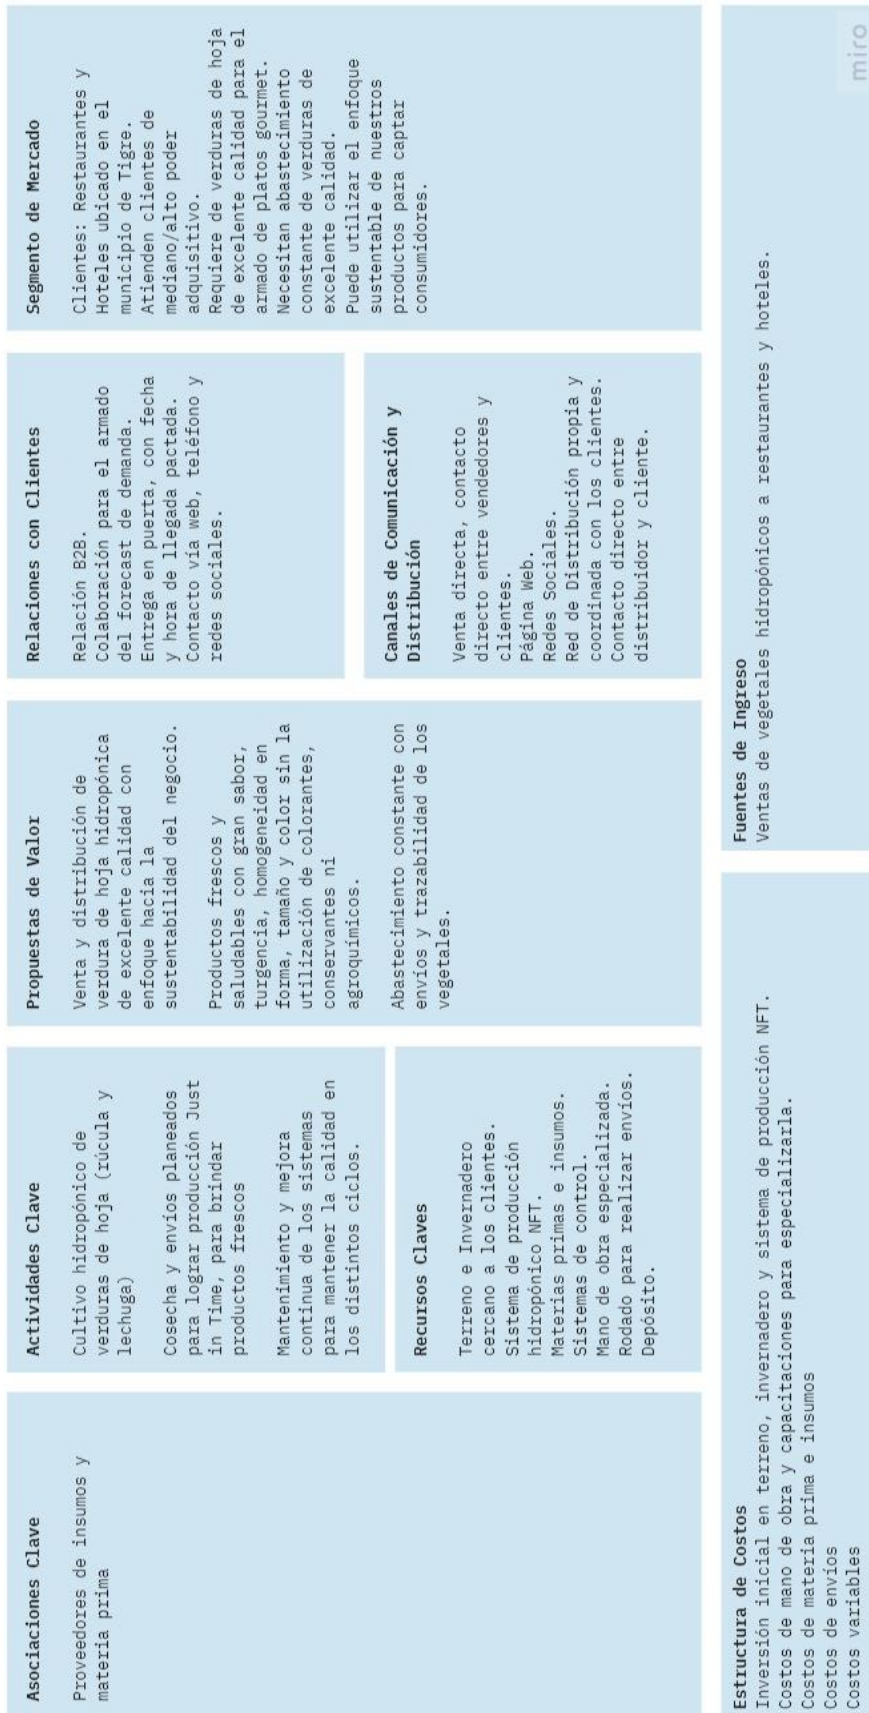 Asociaciones Clave
Proveedores de insumos y
materia prima
Actividades Clave
Cultivo hidropónico de
verduras de hoja (rúcula y
lechuga)
Cosecha y envíos planeados
para lograr producción Just
in Time, para brindar
productos frescos
Mantenimiento y mejora
continua de los sistemas
para mantener la calidad en
los distintos ciclos.
Recursos Claves
Terreno e Invernadero
cercano a los clientes.
Sistema de producción
hidropónico NFT.
Materias primas e insumos.
Sistemas de control.
Mano de obra especializada.
Rodado para realizar envíos.
Depósito.
Propuestas de Valor
Venta y distribución de
verdura de hoja hidropónica
de excelente calidad con
enfoque hacia la
sustentabilidad del negocio.
Productos frescos y
saludables con gran sabor,
turgencia, homogeneidad en
forma, tamaño y color sin la
utilización de colorantes,
conservantes ni
agroquímicos.
Abastecimiento constante con
envíos y trazabilidad de los
vegetales.
Relaciones con Clientes
Relación B2B.
Colaboración para el armado
del forecast de demanda.
Entrega en puerta, con fecha
y hora de llegada pactada.
Contacto vía web, teléfono y
redes sociales.
Canales de Comunicación y
Distribución
Venta directa, contacto
directo entre vendedores y
clientes.
Página Web.
Redes Sociales.
Red de Distribución propia y
coordinada con los clientes.
Contacto directo entre
distribuidor y cliente.
Segmento de Mercado
Clientes: Restaurantes y
Hoteles ubicado en el
municipio de Tigre.
Atienden clientes de
mediano/alto poder
adquisitivo.
Requiere de verduras de hoja
de excelente calidad para el
armado de platos gourmet.
Necesitan abastecimiento
constante de verduras de
excelente calidad.
Puede utilizar el enfoque
sustentable de nuestros
productos para captar
consumidores.
Estructura de Costos
Inversión inicial en terreno, invernadero y sistema de producción NFT.
Costos de mano de obra y capacitaciones para especializarla.
Costos de materia prima e insumos
Costos de envíos
Costos variables
Fuentes de Ingreso
Ventas de vegetales hidropónicos a restaurantes y hoteles.
miro